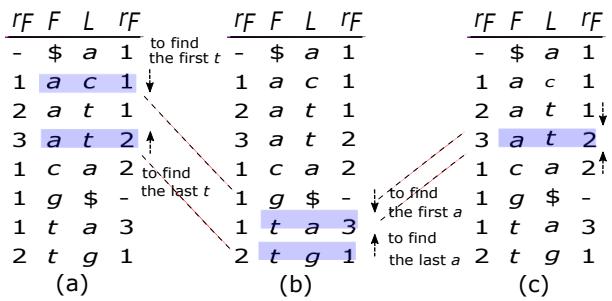 rF F L rF
- $ a 1
1 a c 1
2 a t 1
3 a t 2
1 c a 2
1 g $ -
1 t a 3
2 t g 1
(a)
to find
the first t
to find
the last t
rF F L rF
- $ a 1
1 a c 1
2 a t 1
3 a t 2
1 c a 2
1 g $ -
1 t a 3
2 t g 1
(b)
to find
the first a
to find
the last a
rF F L rF
- $ a 1
1 a c 1
2 a t 1
3 a t 2
1 c a 2
1 g $ -
1 t a 3
2 t g 1
(c)